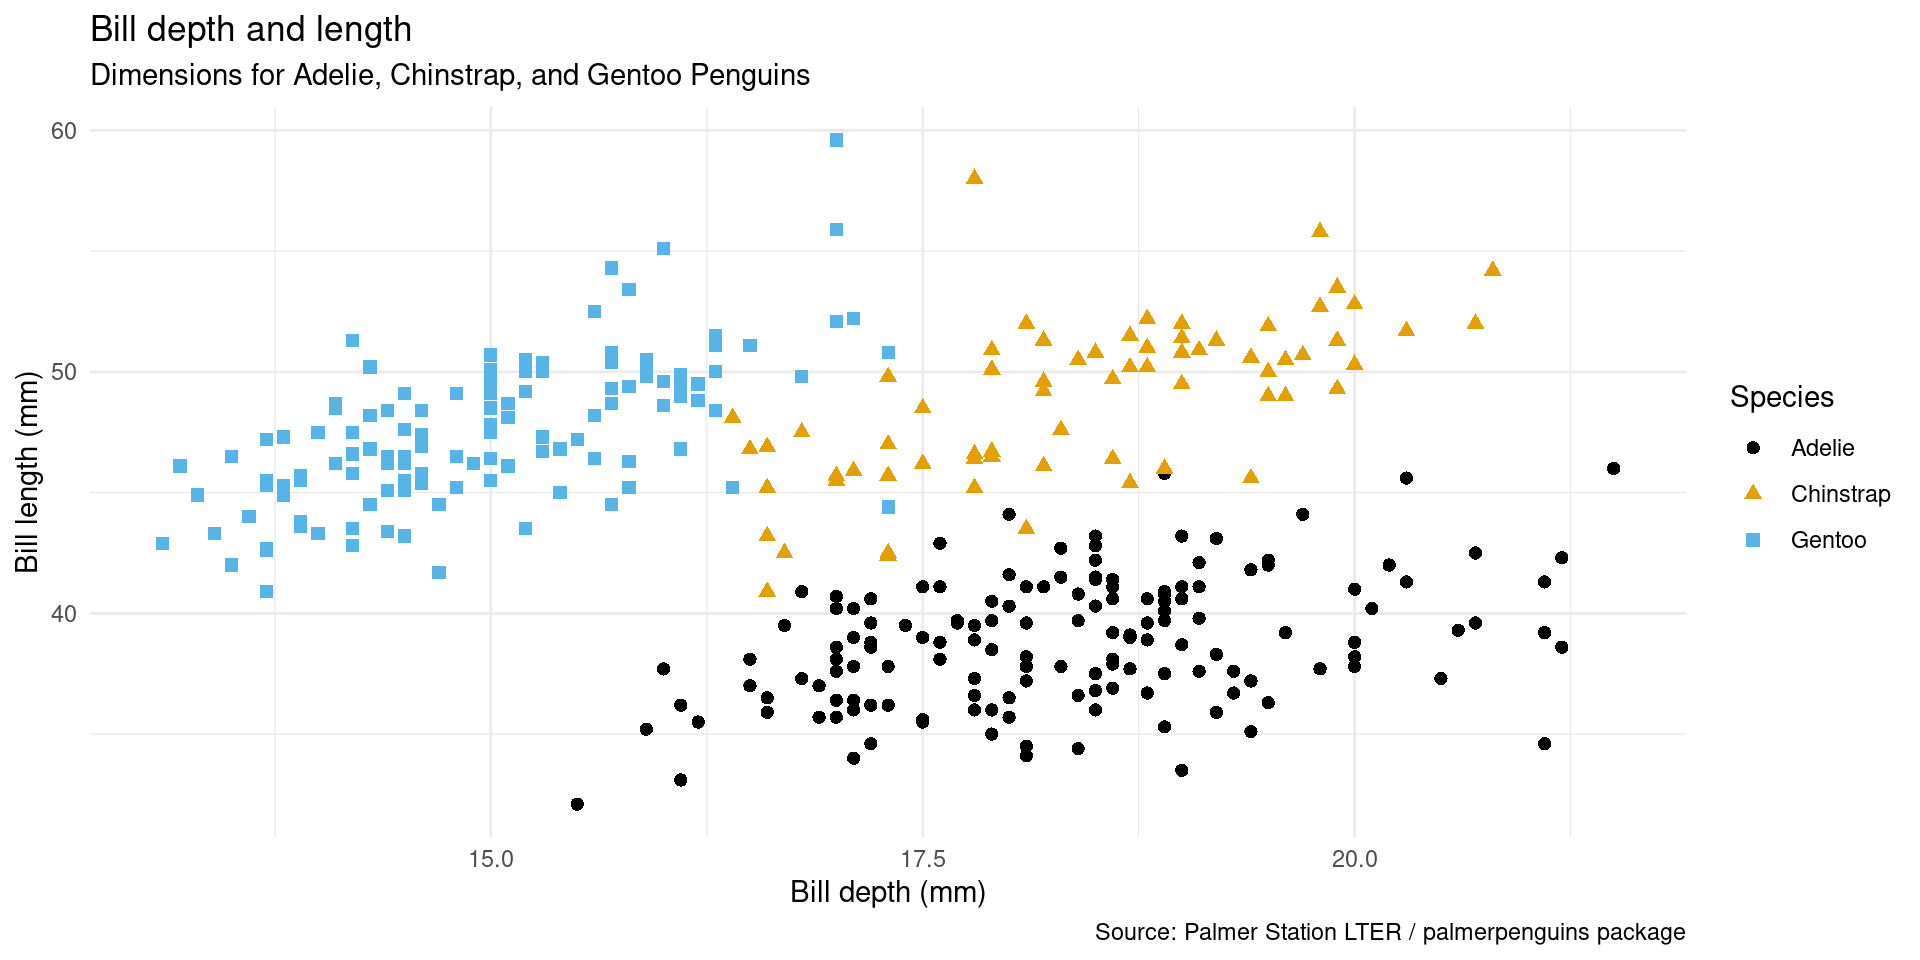 Bill depth and length
Dimensions for Adelie, Chinstrap, and Gentoo Penguins
60
50
40
Bill length (mm)
15.0
17.5
20.0
Bill depth (mm)
Species
Adelie
Chinstrap
Gentoo
Source: Palmer Station LTER / palmerpenguins package